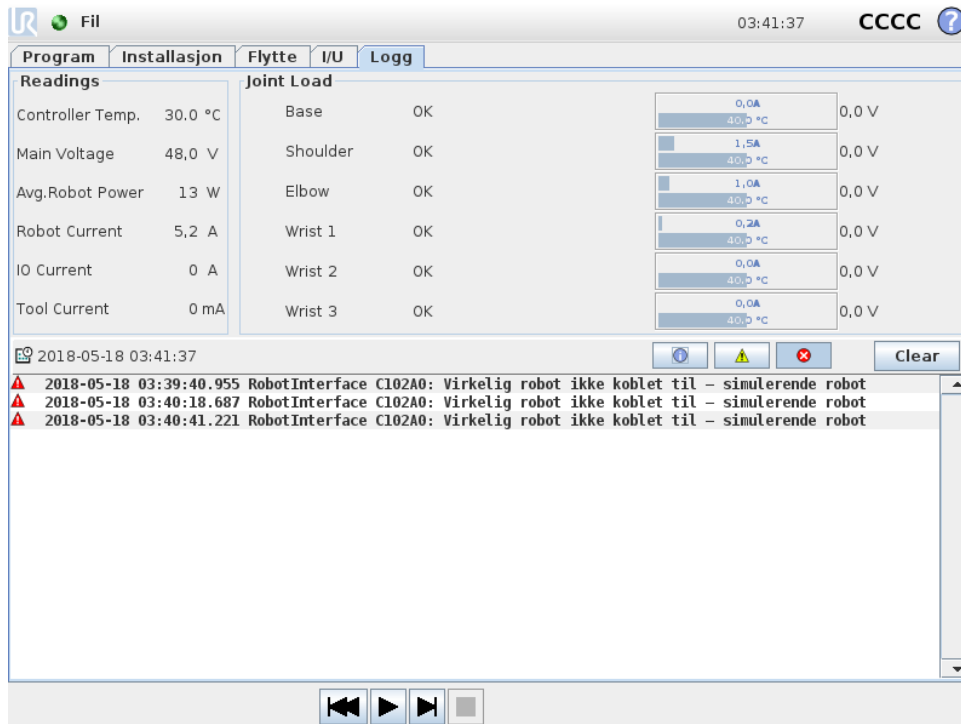 UR Fil 03:41:37 CCCC ?
Program Installasjon Flytte I/U Logg
Readings
Controller Temp. 30.0 °C
Main Voltage 48,0 V
Avg.Robot Power 13 W
Robot Current 5,2 A
IO Current 0 A
Tool Current 0 mA
Joint Load
Base OK 0,0A 40,0 °C 0,0 V
Shoulder OK 1,5A 40,0 °C 0,0 V
Elbow OK 1,0A 40,0 °C 0,0 V
Wrist 1 OK 0,2A 40,0 °C 0,0 V
Wrist 2 OK 0,0A 40,0 °C 0,0 V
Wrist 3 OK 0,0A 40,0 °C 0,0 V
2018-05-18 03:41:37 Clear
2018-05-18 03:39:40.955 RobotInterface C102A0: Virkelig robot ikke koblet til – simulerende robot
2018-05-18 03:40:18.687 RobotInterface C102A0: Virkelig robot ikke koblet til – simulerende robot
2018-05-18 03:40:41.221 RobotInterface C102A0: Virkelig robot ikke koblet til – simulerende robot